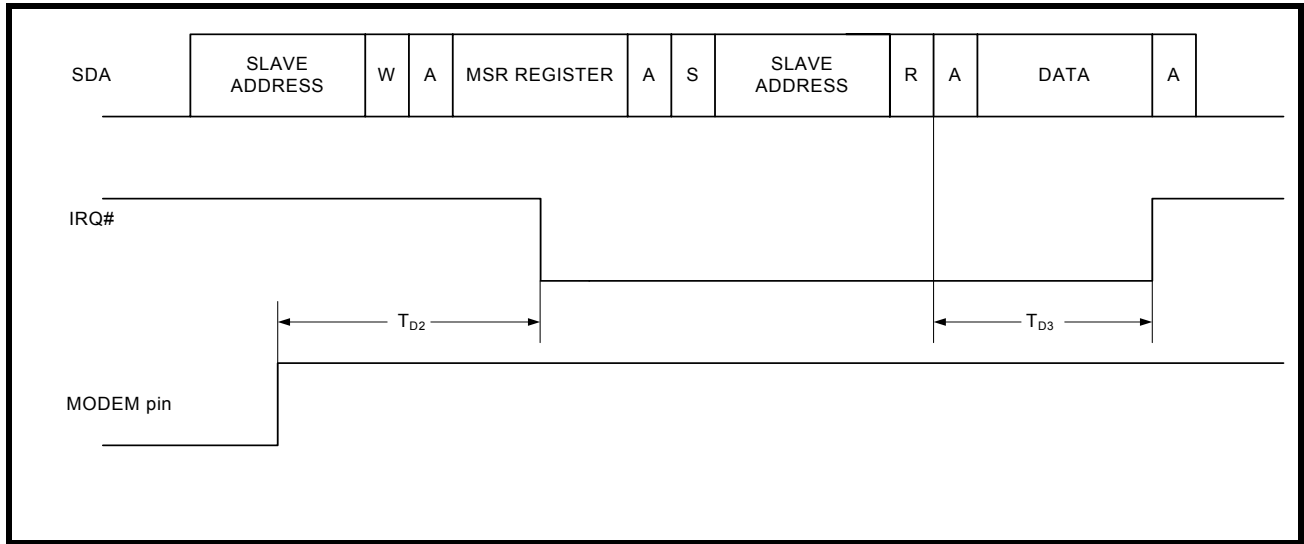 SDA
SLAVE
ADDRESS
W
A
MSR REGISTER
A
S
SLAVE
ADDRESS
R
A
DATA
A
IRQ#
TD2
TD3
MODEM pin